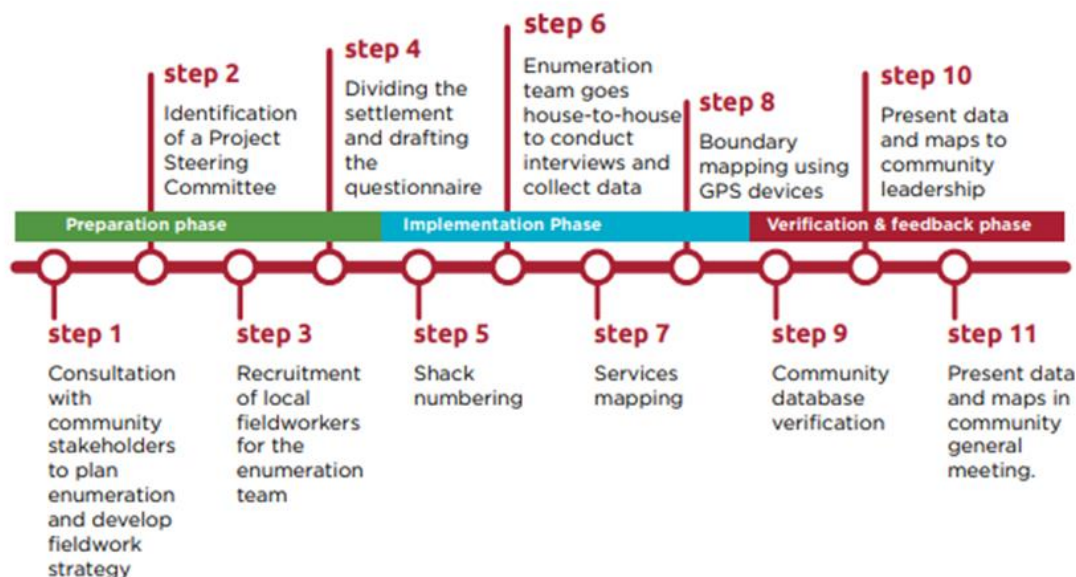 step 2
Identification
of a Project
Steering
Committee
step 4
Dividing the
settlement
and drafting
the
questionnaire
step 6
Enumeration
team goes
house-to-house
to conduct
interviews and
collect data
step 8
Boundary
mapping using
GPS devices
step 10
Present data
and maps to
community
leadership
Preparation phase
Implementation Phase
Verification & feedback phase
step 1
Consultation
with
community
stakeholders
to plan
enumeration
and develop
fieldwork
strategy
step 3
Recruitment
of local
fieldworkers
for the
enumeration
team
step 5
Shack
numbering
step 7
Services
mapping
step 9
Community
database
verification
step 11
Present data
and maps in
community
general
meeting.